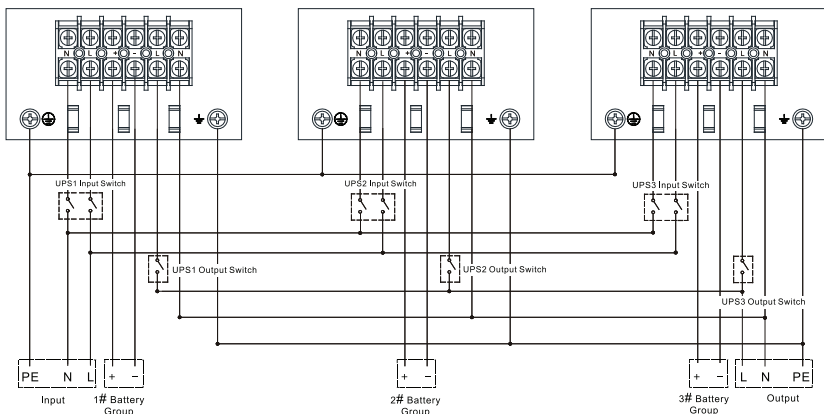 N L + - L N
N L + - L N
N L + - L N
UPS1 Input Switch
UPS2 Input Switch
UPS3 Input Switch
UPS1 Output Switch
UPS2 Output Switch
UPS3 Output Switch
PE N L + -
+ -
+ - L N PE
Input
1# Battery
Group
2# Battery
Group
3# Battery
Group
Output